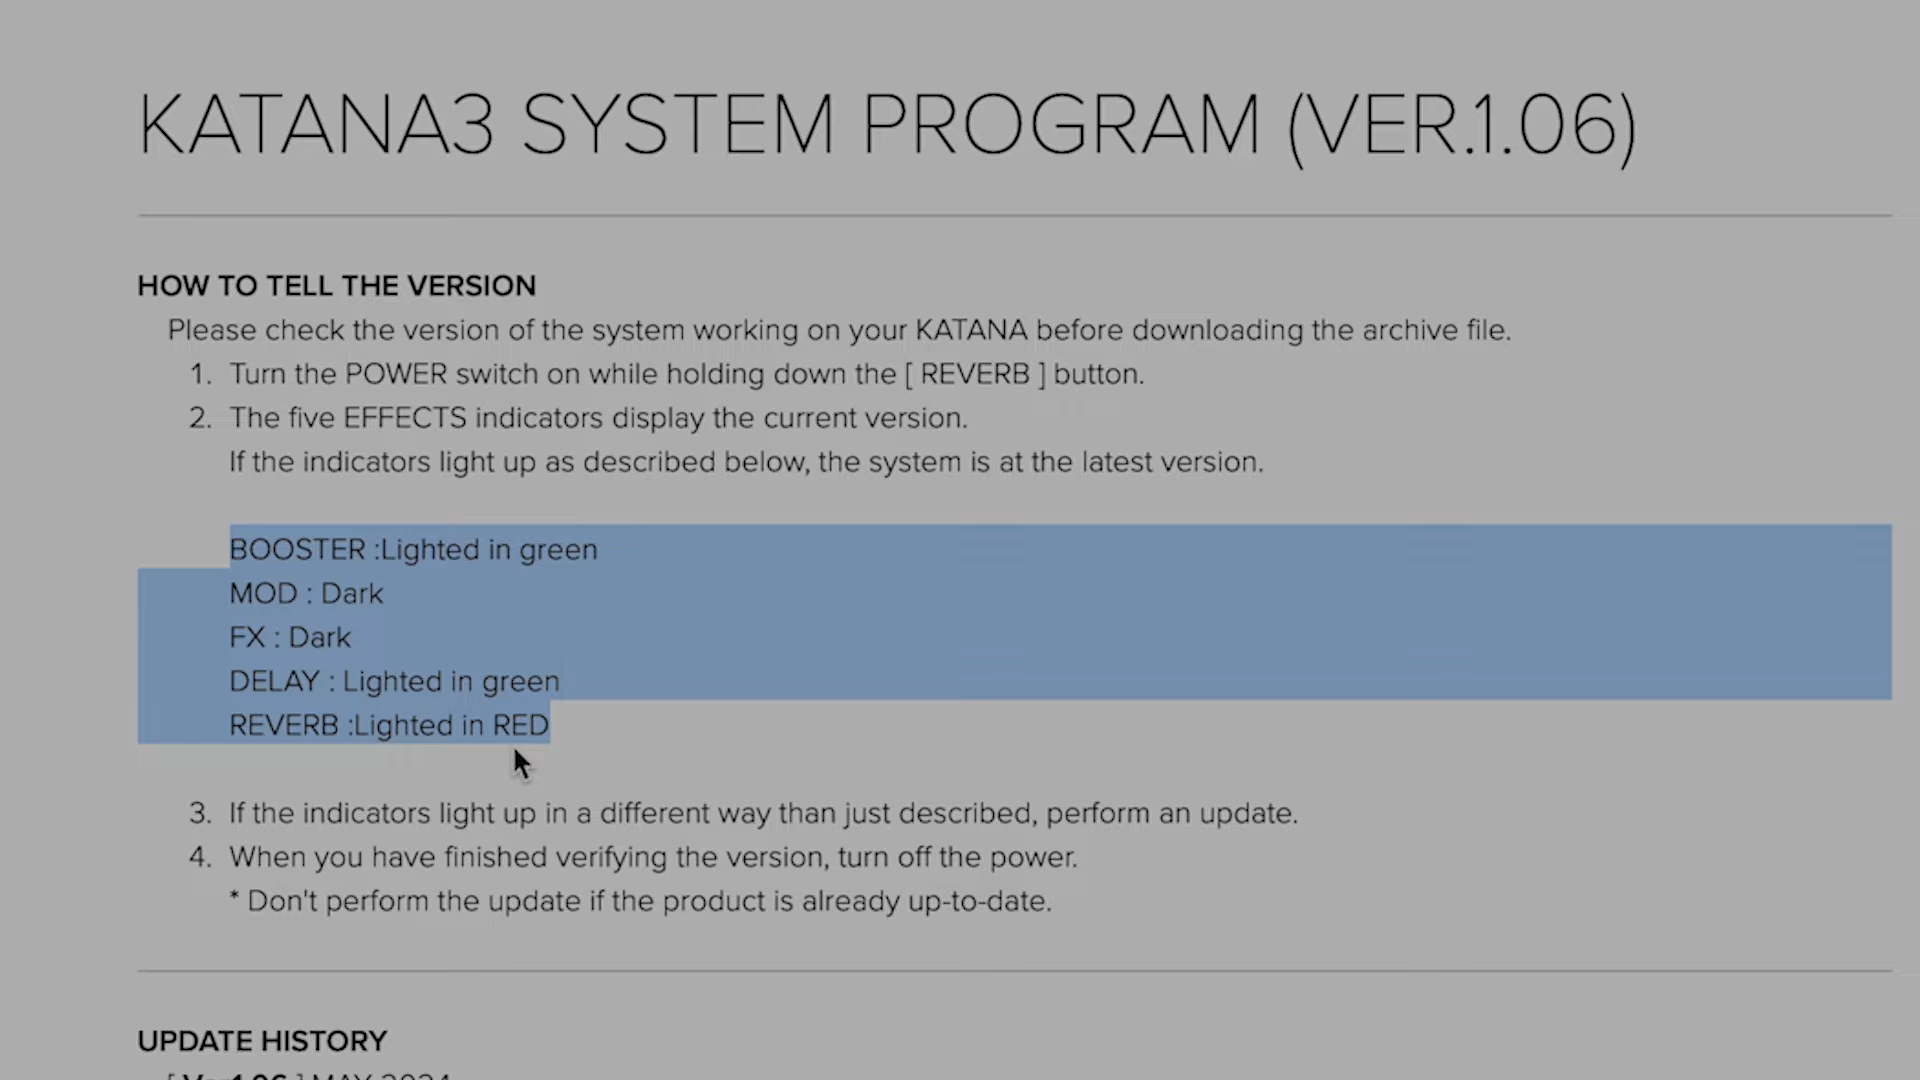 KATANA3 SYSTEM PROGRAM (VER.1.06)
HOW TO TELL THE VERSION
Please check the version of the system working on your KATANA before downloading the archive file.
1. Turn the POWER switch on while holding down the [ REVERB ] button.
2. The five EFFECTS indicators display the current version.
If the indicators light up as described below, the system is at the latest version.
BOOSTER :Lighted in green
MOD : Dark
FX : Dark
DELAY : Lighted in green
REVERB :Lighted in RED
3. If the indicators light up in a different way than just described, perform an update.
4. When you have finished verifying the version, turn off the power.
* Don't perform the update if the product is already up-to-date.
UPDATE HISTORY
[ Ver.1.06 ] MAY 2024